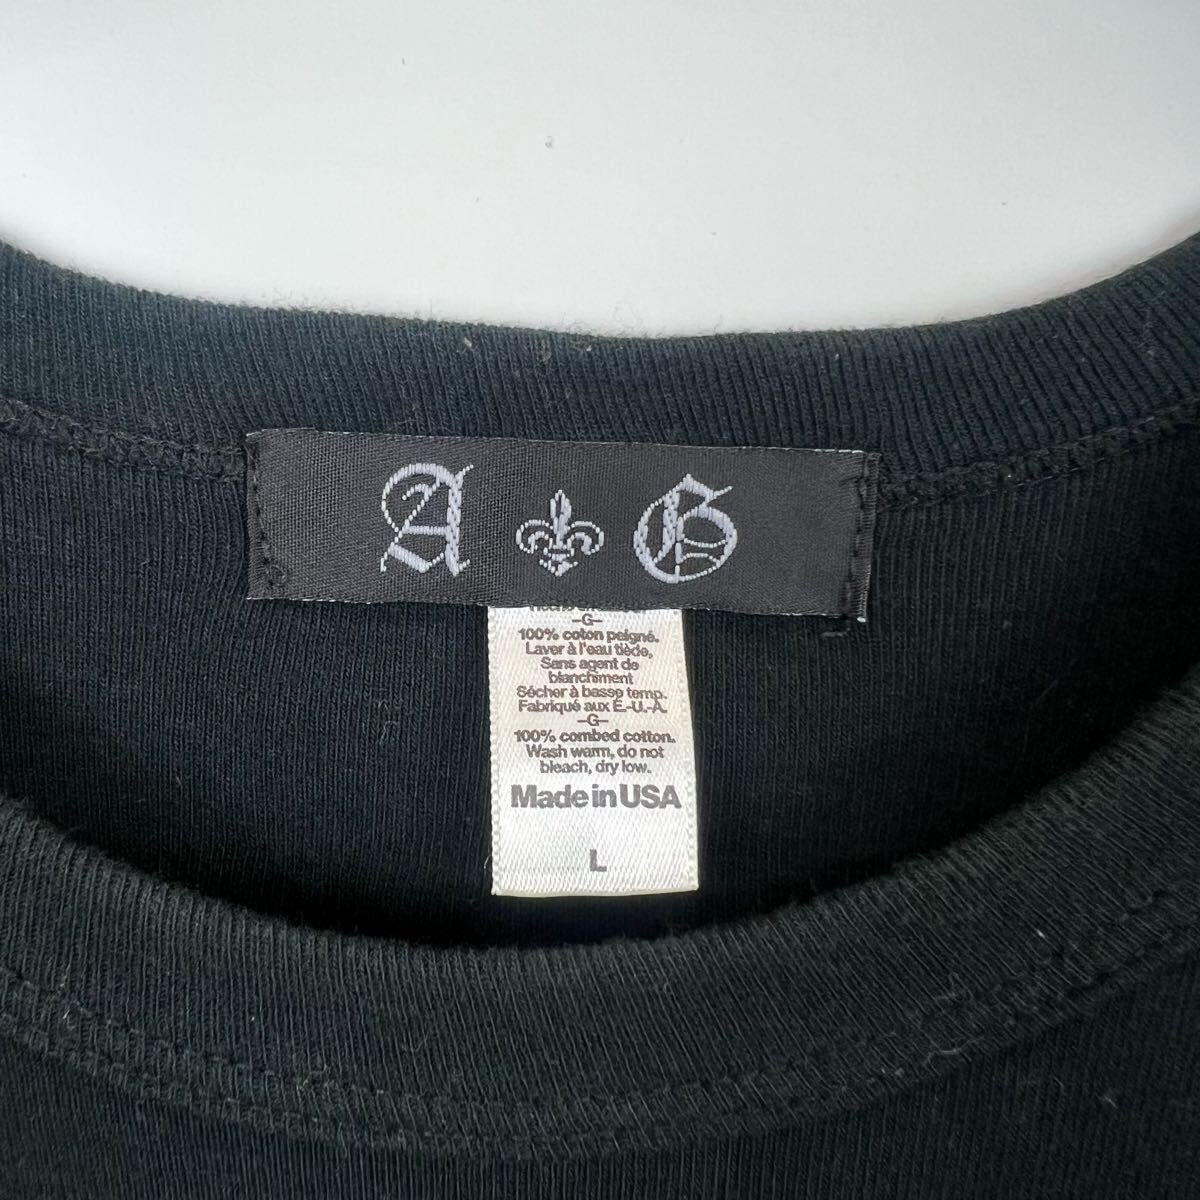 A G
-G-
100% coton peigné.
Laver à l'eau tiède,
Sans agent de
blanchiment
Sécher à basse temp.
Fabriqué aux E.-U.-A.
-G-
100% combed cotton.
Wash warm, do not
bleach, dry low.
Made in USA
L